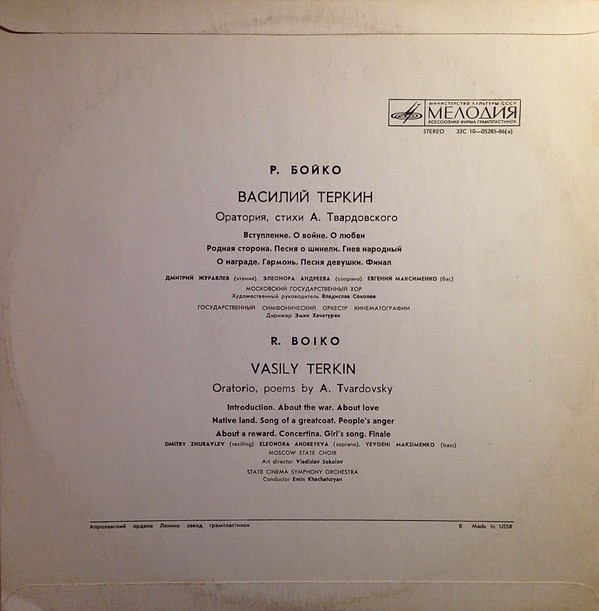 МИНИСТЕРСТВО КУЛЬТУРЫ СССР
МЕЛОДИЯ
ВСЕСОЮЗНАЯ ФИРМА ГРАМПЛАСТИНОК
STEREO 33С 10—05285-86(а)
Р. БОЙКО
ВАСИЛИЙ ТЕРКИН
Оратория, стихи А. Твардовского
Вступление. О войне. О любви
Родная сторона. Песня о шинели. Гнев народный
О награде. Гармонь. Песня девушки. Финал
ДМИТРИЙ ЖУРАВЛЕВ (чтение). ЭЛЕОНОРА АНДРЕЕВА (сопрано). ЕВГЕНИЙ МАКСИМЕНКО (бас)
МОСКОВСКИЙ ГОСУДАРСТВЕННЫЙ ХОР
Художественный руководитель Владислав Соколов
ГОСУДАРСТВЕННЫЙ СИМФОНИЧЕСКИЙ ОРКЕСТР КИНЕМАТОГРАФИИ
Дирижер Эмин Хачатурян
R. BOIKO
VASILY TERKIN
Oratorio, poems by A. Tvardovsky
Introduction. About the war. About love
Native land. Song of a greatcoat. People's anger
About a reward. Concertina. Girl's song. Finale
DMITRY ZHURAVLEV (reciting). ELEONORA ANDREYEVA (soprano). YEVGENI MAKSIMENKO (bass)
MOSCOW STATE CHOIR
Art director Vladislav Sokolov
STATE CINEMA SYMPHONY ORCHESTRA
Conductor Emin Khachaturyan
Апрелевский ордена Ленина завод грампластинок 8 Made in USSR